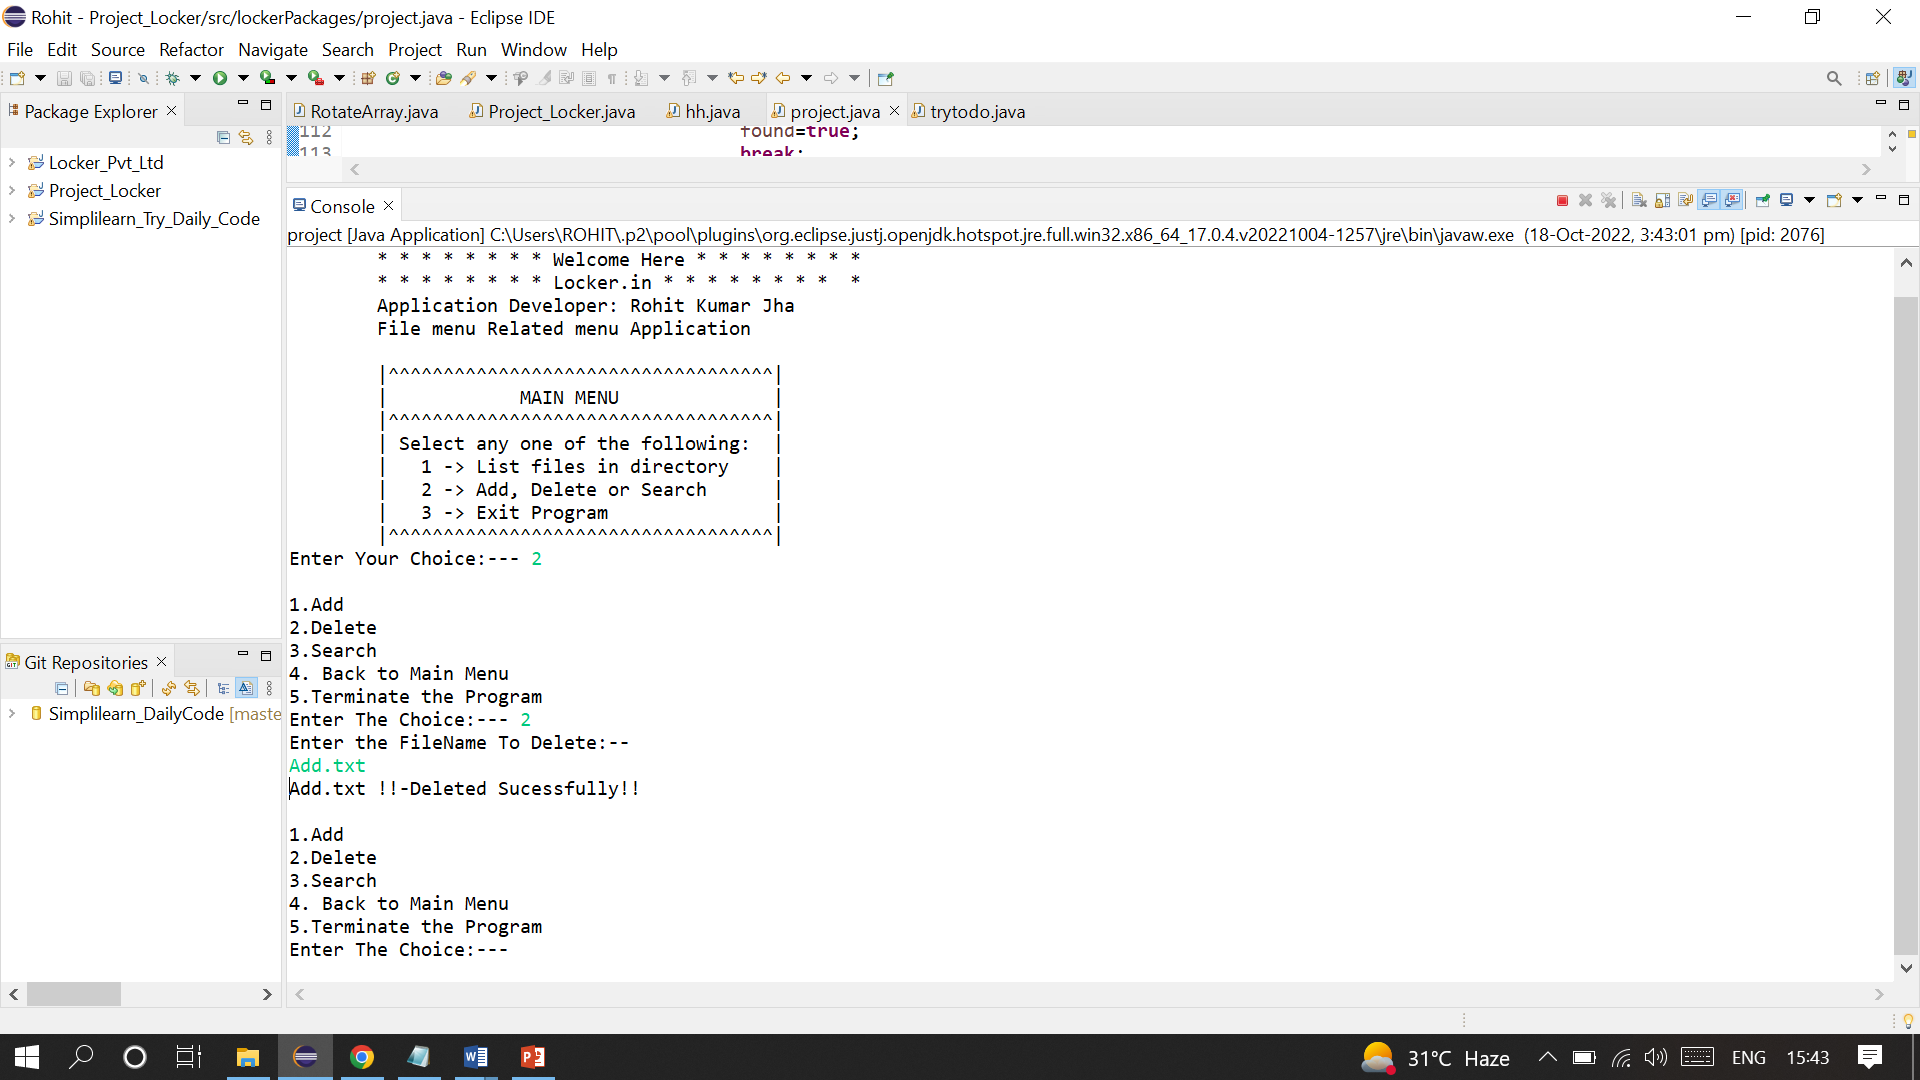 Rohit - Project_Locker/src/lockerPackages/project.java - Eclipse IDE
File Edit Source Refactor Navigate Search Project Run Window Help
Package Explorer
RotateArray.java Project_Locker.java hh.java project.java trytodo.java
112 found=true;
113 break;
Locker_Pvt_Ltd
Project_Locker
Simplilearn_Try_Daily_Code
Console
project [Java Application] C:\Users\ROHIT\.p2\pool\plugins\org.eclipse.justj.openjdk.hotspot.jre.full.win32.x86_64_17.0.4.v20221004-1257\jre\bin\javaw.exe (18-Oct-2022, 3:43:01 pm) [pid: 2076]
* * * * * * * * Welcome Here * * * * * * * *
* * * * * * * * Locker.in * * * * * * * *  *
Application Developer: Rohit Kumar Jha
File menu Related menu Application
|^^^^^^^^^^^^^^^^^^^^^^^^^^^^^^^^^^^|
| MAIN MENU |
|^^^^^^^^^^^^^^^^^^^^^^^^^^^^^^^^^^^|
| Select any one of the following: |
| 1 -> List files in directory |
| 2 -> Add, Delete or Search |
| 3 -> Exit Program |
|^^^^^^^^^^^^^^^^^^^^^^^^^^^^^^^^^^^|
Enter Your Choice:--- 2
1.Add
2.Delete
3.Search
4. Back to Main Menu
5.Terminate the Program
Enter The Choice:--- 2
Enter the FileName To Delete:--
Add.txt
Add.txt !!-Deleted Sucessfully!!
1.Add
2.Delete
3.Search
4. Back to Main Menu
5.Terminate the Program
Enter The Choice:---
Git Repositories
Simplilearn_DailyCode [maste
31°C Haze
ENG
15:43